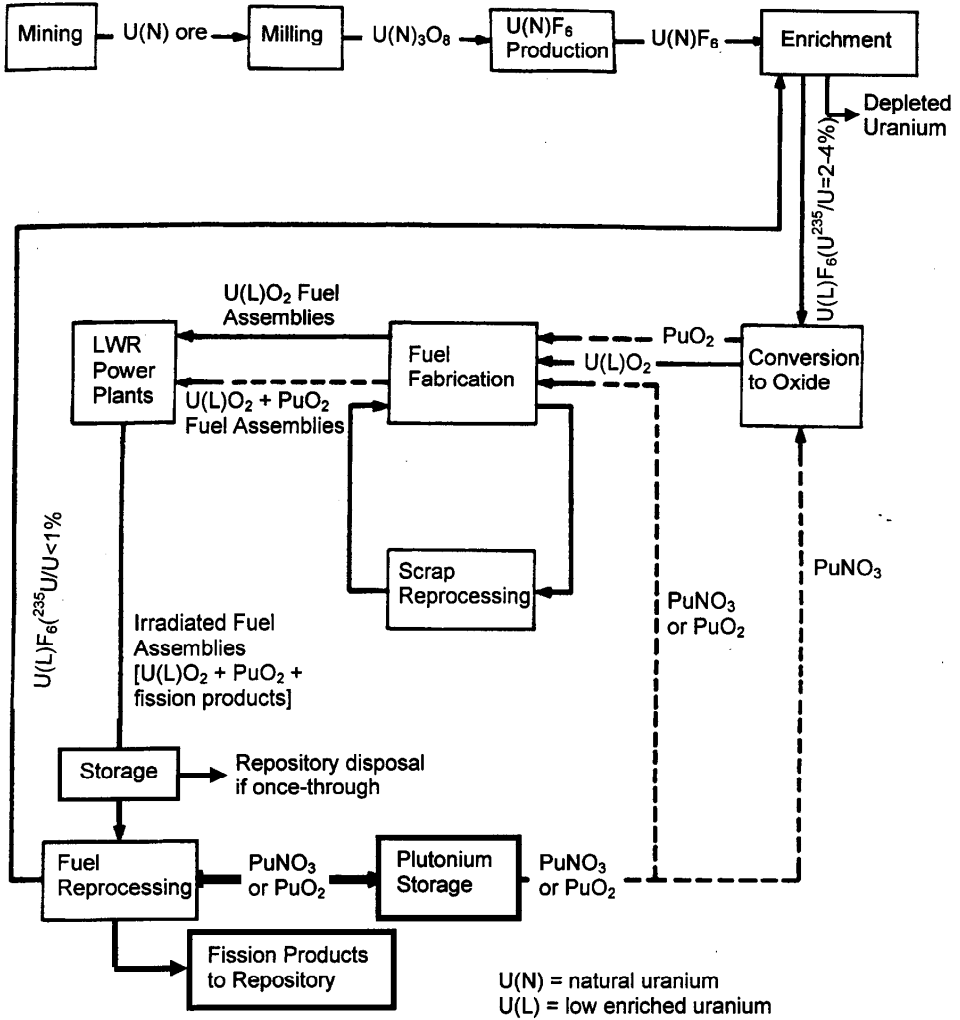 Mining
U(N) ore
Milling
U(N)₃O₈
U(N)F₆
Production
U(N)F₆
Enrichment
Depleted
Uranium
U(L)F₆(U²³⁵/U=2-4%)
U(L)O₂ Fuel
Assemblies
LWR
Power
Plants
Fuel
Fabrication
PuO₂
U(L)O₂
Conversion
to Oxide
U(L)O₂ + PuO₂
Fuel Assemblies
Scrap
Reprocessing
PuNO₃
or PuO₂
PuNO₃
U(L)F₆(²³⁵U/U<1%
Irradiated Fuel
Assemblies
[U(L)O₂ + PuO₂ +
fission products]
Storage
Repository disposal
if once-through
Fuel
Reprocessing
PuNO₃
or PuO₂
Plutonium
Storage
PuNO₃
or PuO₂
Fission Products
to Repository
U(N) = natural uranium
U(L) = low enriched uranium